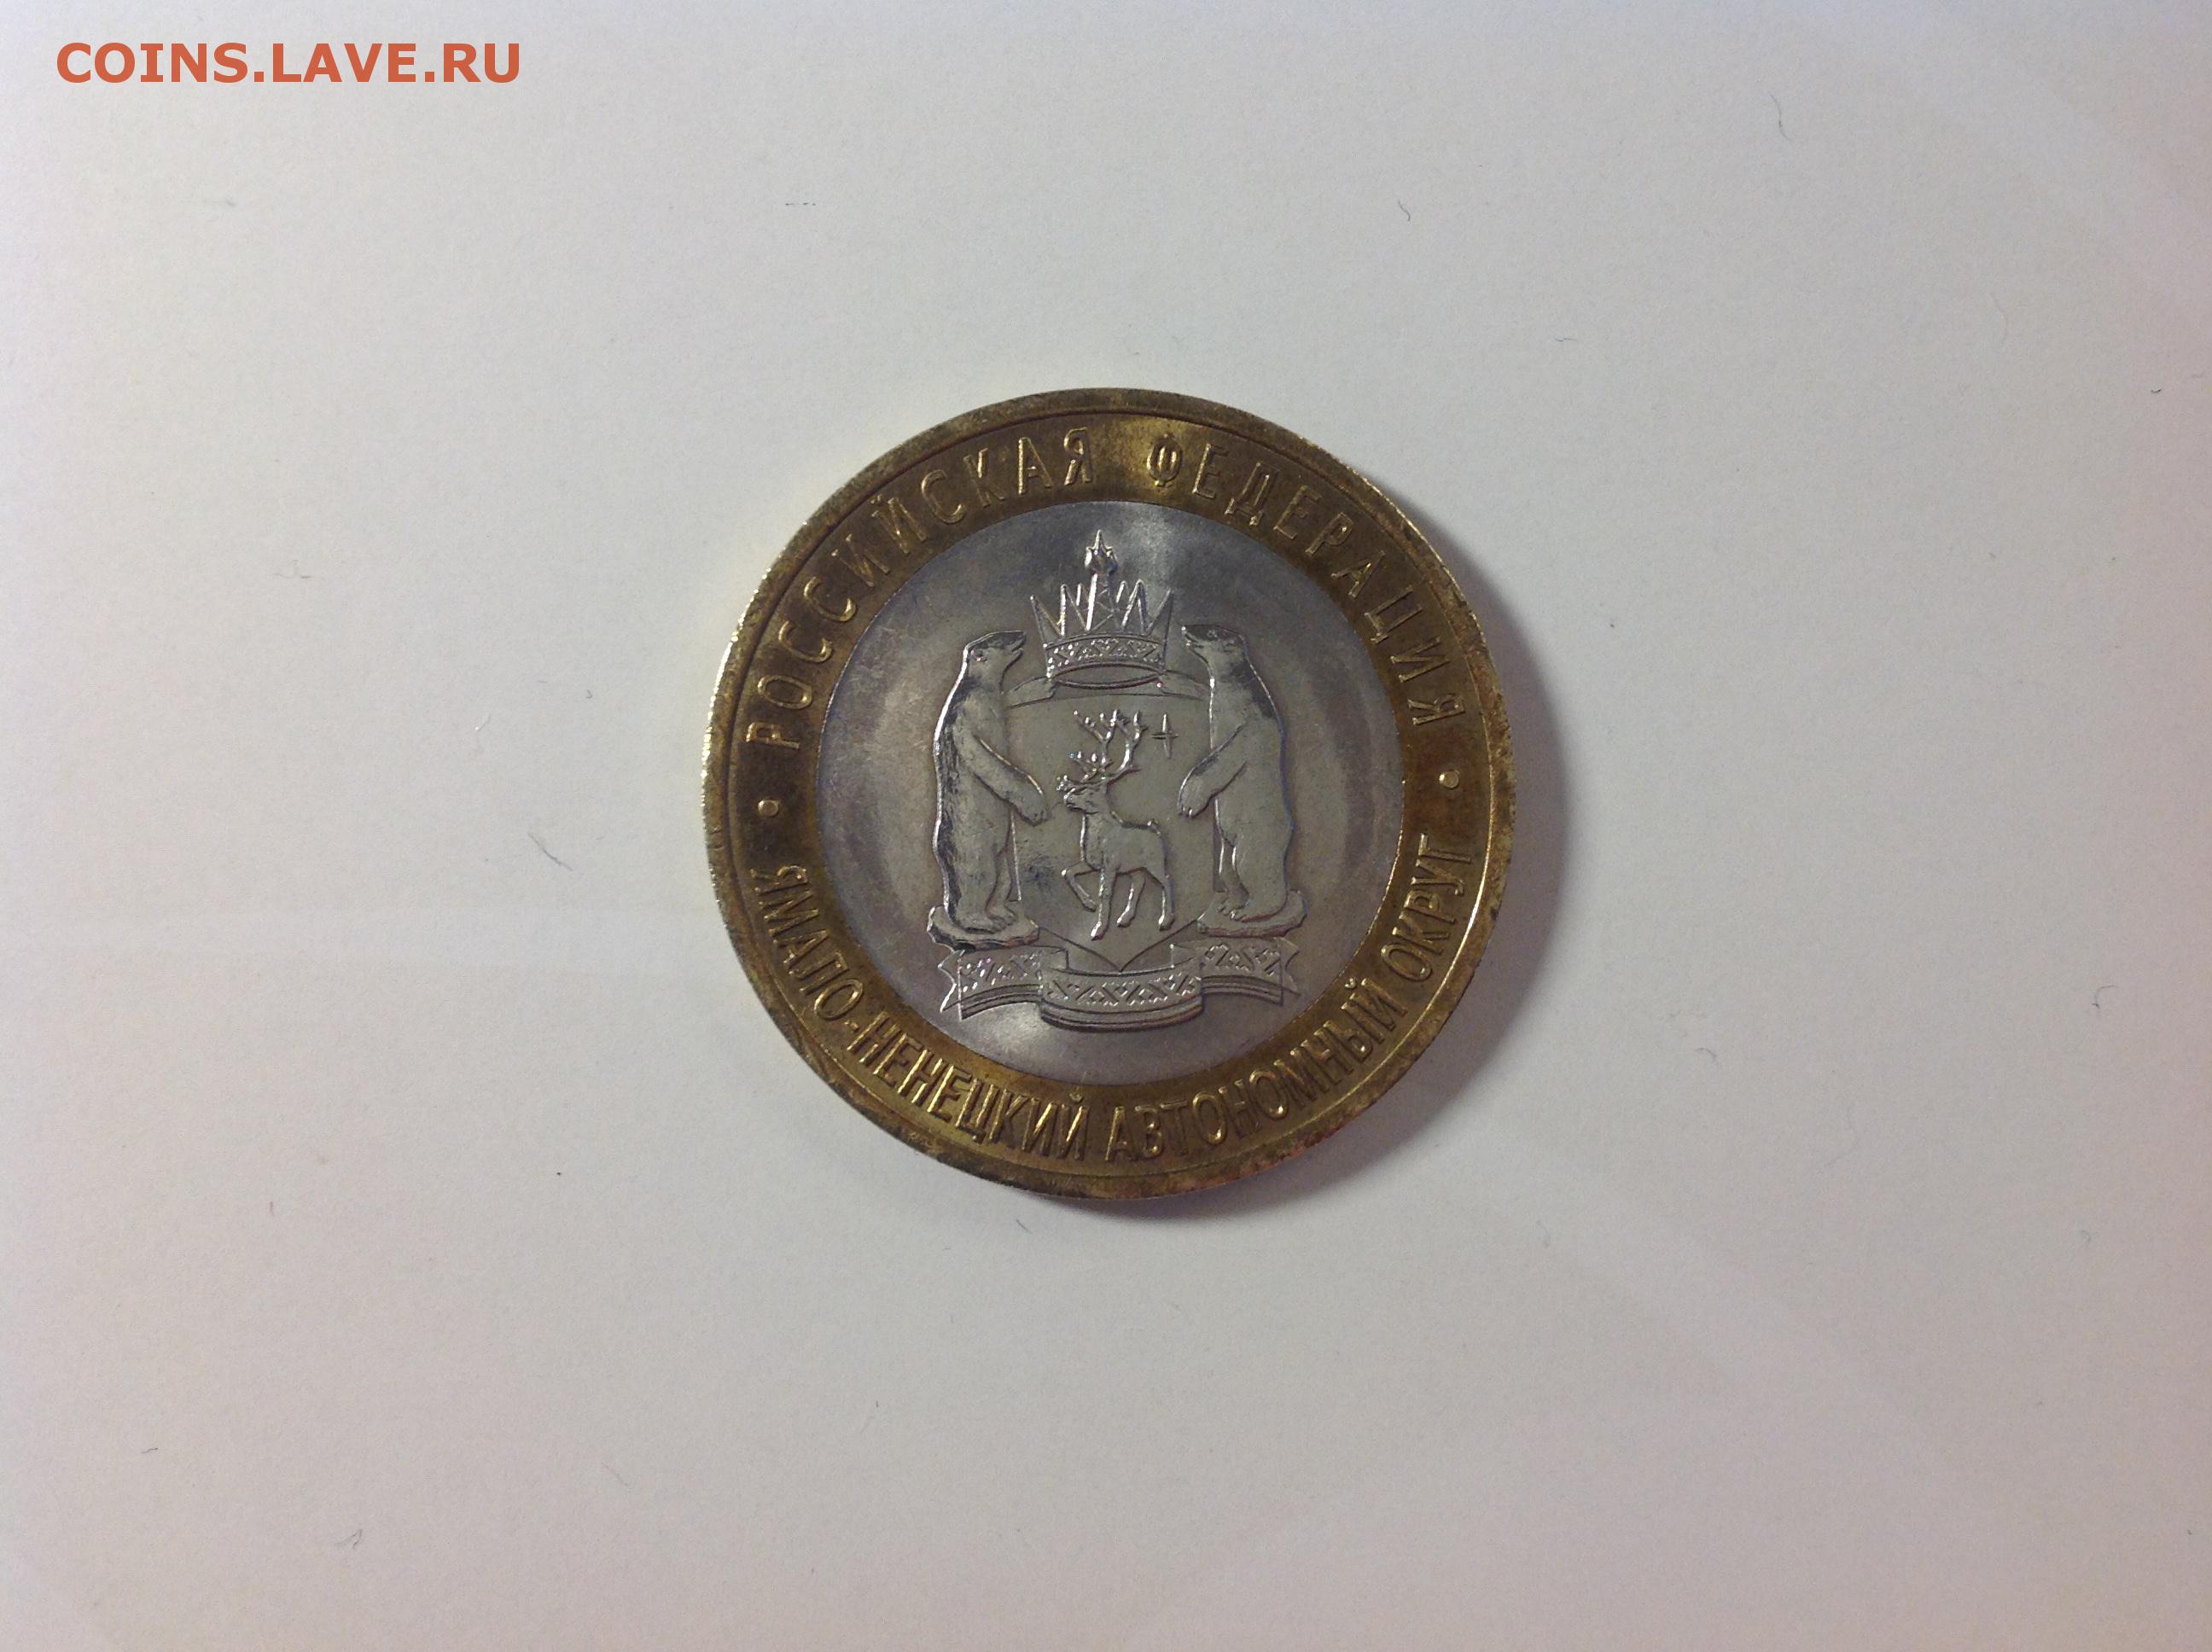 COINS.LAVE.RU
• РОССИЙСКАЯ ФЕДЕРАЦИЯ •
ЯМАЛО-НЕНЕЦКИЙ АВТОНОМНЫЙ ОКРУГ